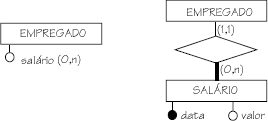 EMPREGADO
salário (0,n)
EMPREGADO
(1,1)
(0,n)
SALÁRIO
data
valor